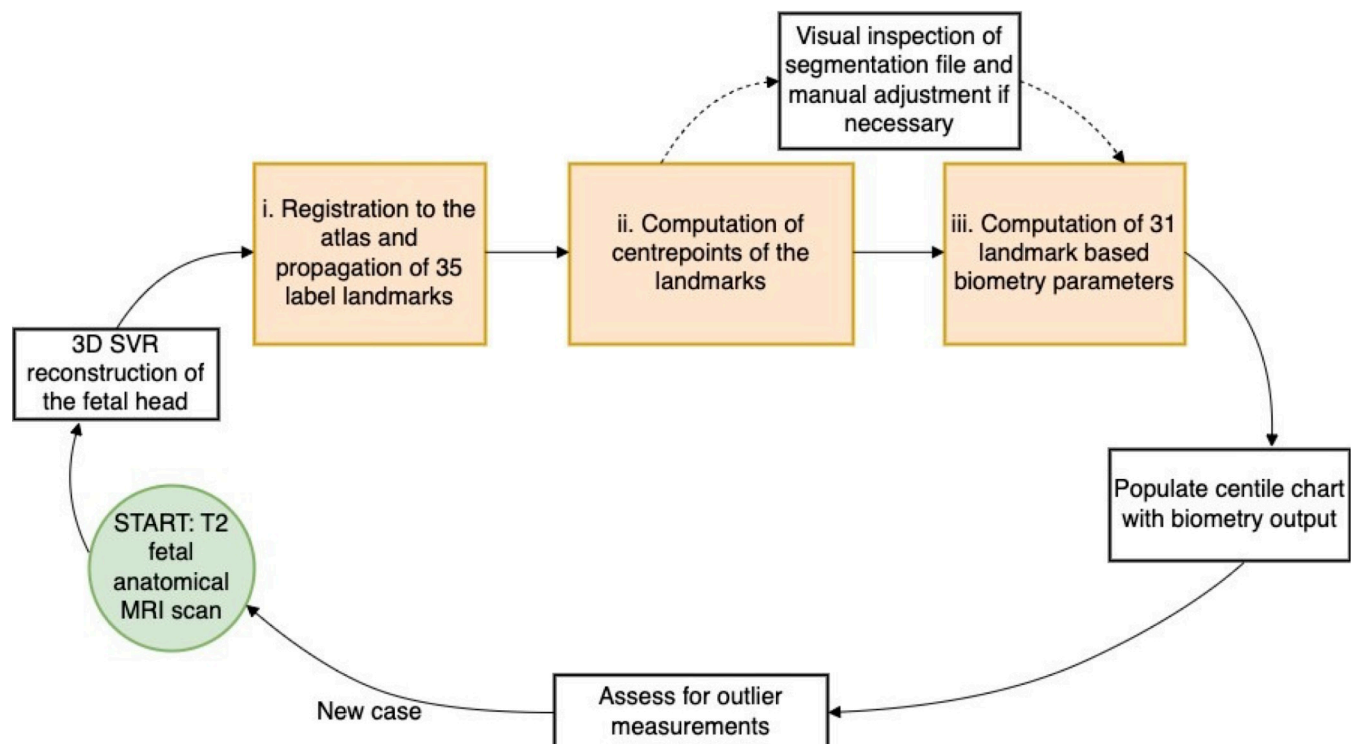 START: T2
fetal
anatomical
MRI scan
3D SVR
reconstruction of
the fetal head
i. Registration to the
atlas and
propagation of 35
label landmarks
ii. Computation of
centrepoints of the
landmarks
Visual inspection of
segmentation file and
manual adjustment if
necessary
iii. Computation of 31
landmark based
biometry parameters
Populate centile chart
with biometry output
Assess for outlier
measurements
New case